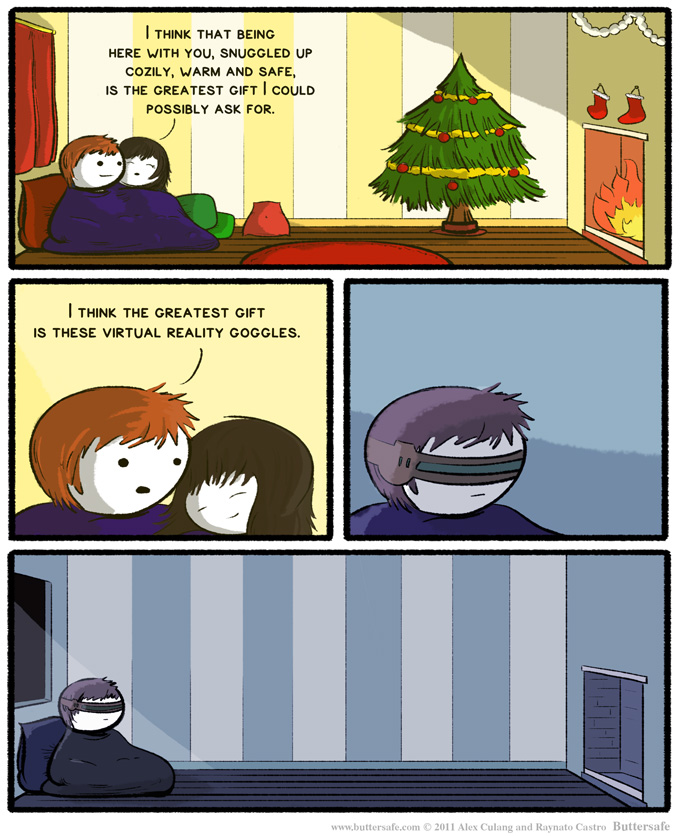 I THINK THAT BEING
HERE WITH YOU, SNUGGLED UP
COZILY, WARM AND SAFE,
IS THE GREATEST GIFT I COULD
POSSIBLY ASK FOR.
I THINK THE GREATEST GIFT
IS THESE VIRTUAL REALITY GOGGLES.
www.buttersafe.com © 2011 Alex Culang and Raynato Castro Buttersafe